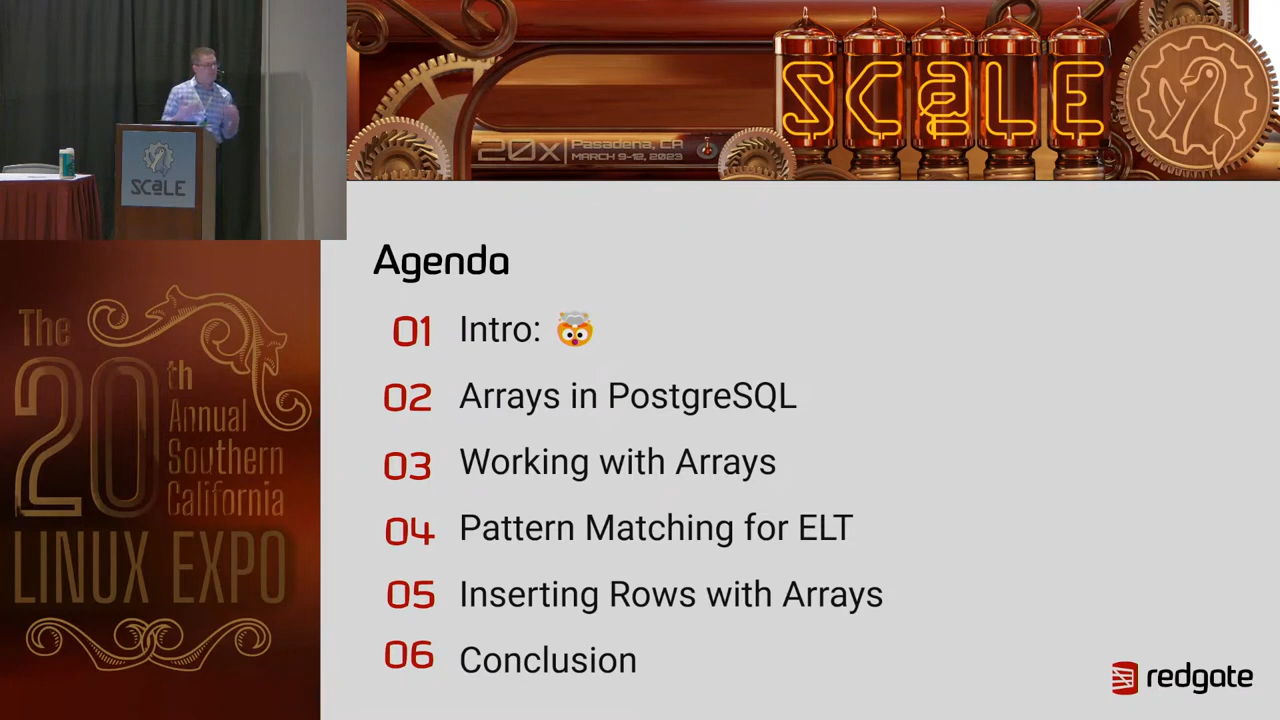 SCaLE
20x
Pasadena, CA
MARCH 9-12, 2023
SCaLE
The
20th
Annual
Southern
California
LINUX EXPO
Agenda
01 Intro: 🤯
02 Arrays in PostgreSQL
03 Working with Arrays
04 Pattern Matching for ELT
05 Inserting Rows with Arrays
06 Conclusion
redgate